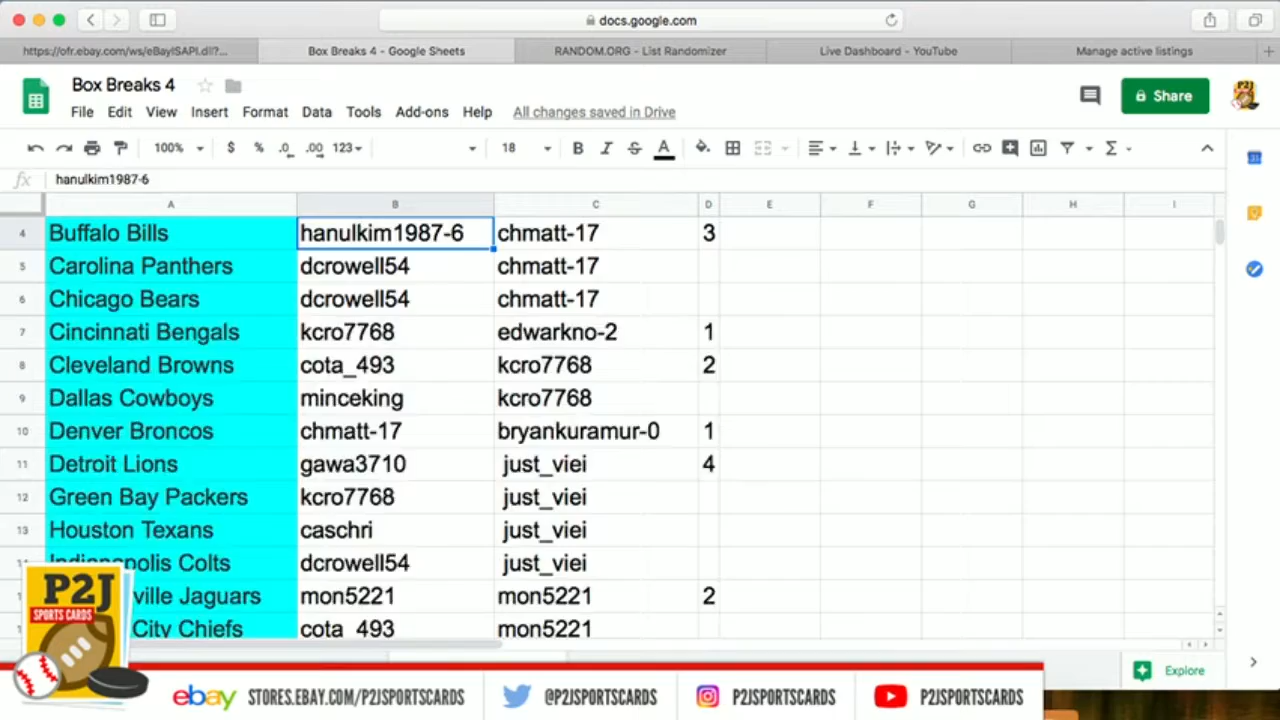 docs.google.com
https://ofr.ebay.com/ws/eBayISAPI.dll?...
Box Breaks 4 - Google Sheets
RANDOM.ORG - List Randomizer
Live Dashboard - YouTube
Manage active listings
Box Breaks 4
File Edit View Insert Format Data Tools Add-ons Help All changes saved in Drive
Share
100% $ % .0 .00 123 18 B I S A
fx hanulkim1987-6
A B C D E F G H I
4 Buffalo Bills hanulkim1987-6 chmatt-17 3
5 Carolina Panthers dcrowell54 chmatt-17
6 Chicago Bears dcrowell54 chmatt-17
7 Cincinnati Bengals kcro7768 edwarkno-2 1
8 Cleveland Browns cota_493 kcro7768 2
9 Dallas Cowboys minceking kcro7768
10 Denver Broncos chmatt-17 bryankuramur-0 1
11 Detroit Lions gawa3710 just_viei 4
12 Green Bay Packers kcro7768 just_viei
13 Houston Texans caschri just_viei
Indianapolis Colts dcrowell54 just_viei
ville Jaguars mon5221 mon5221 2
City Chiefs cota_493 mon5221
P2J
SPORTS CARDS
Explore
ebay STORES.EBAY.COM/P2JSPORTSCARDS @P2JSPORTSCARDS P2JSPORTSCARDS P2JSPORTSCARDS